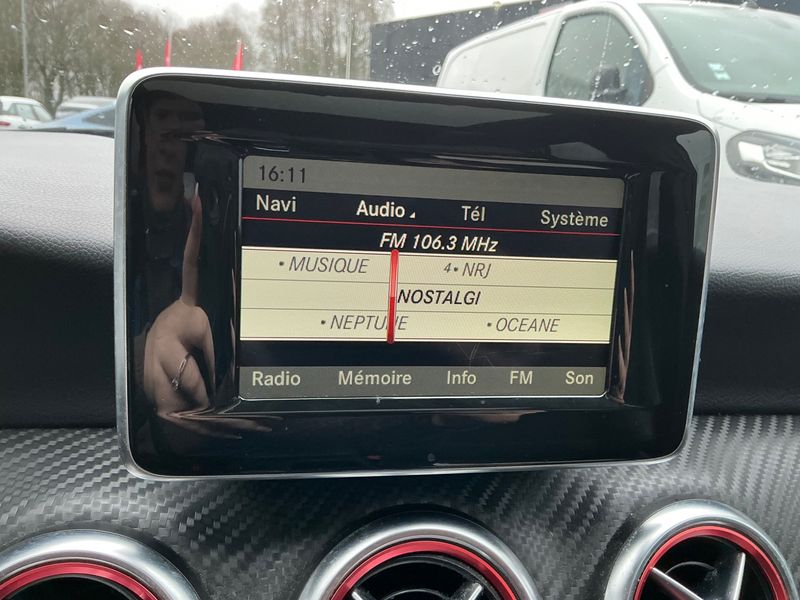 16:11
Navi Audio Tél Système
FM 106.3 MHz
• MUSIQUE 4• NRJ
NOSTALGI
• NEPTUNE • OCEANE
Radio Mémoire Info FM Son